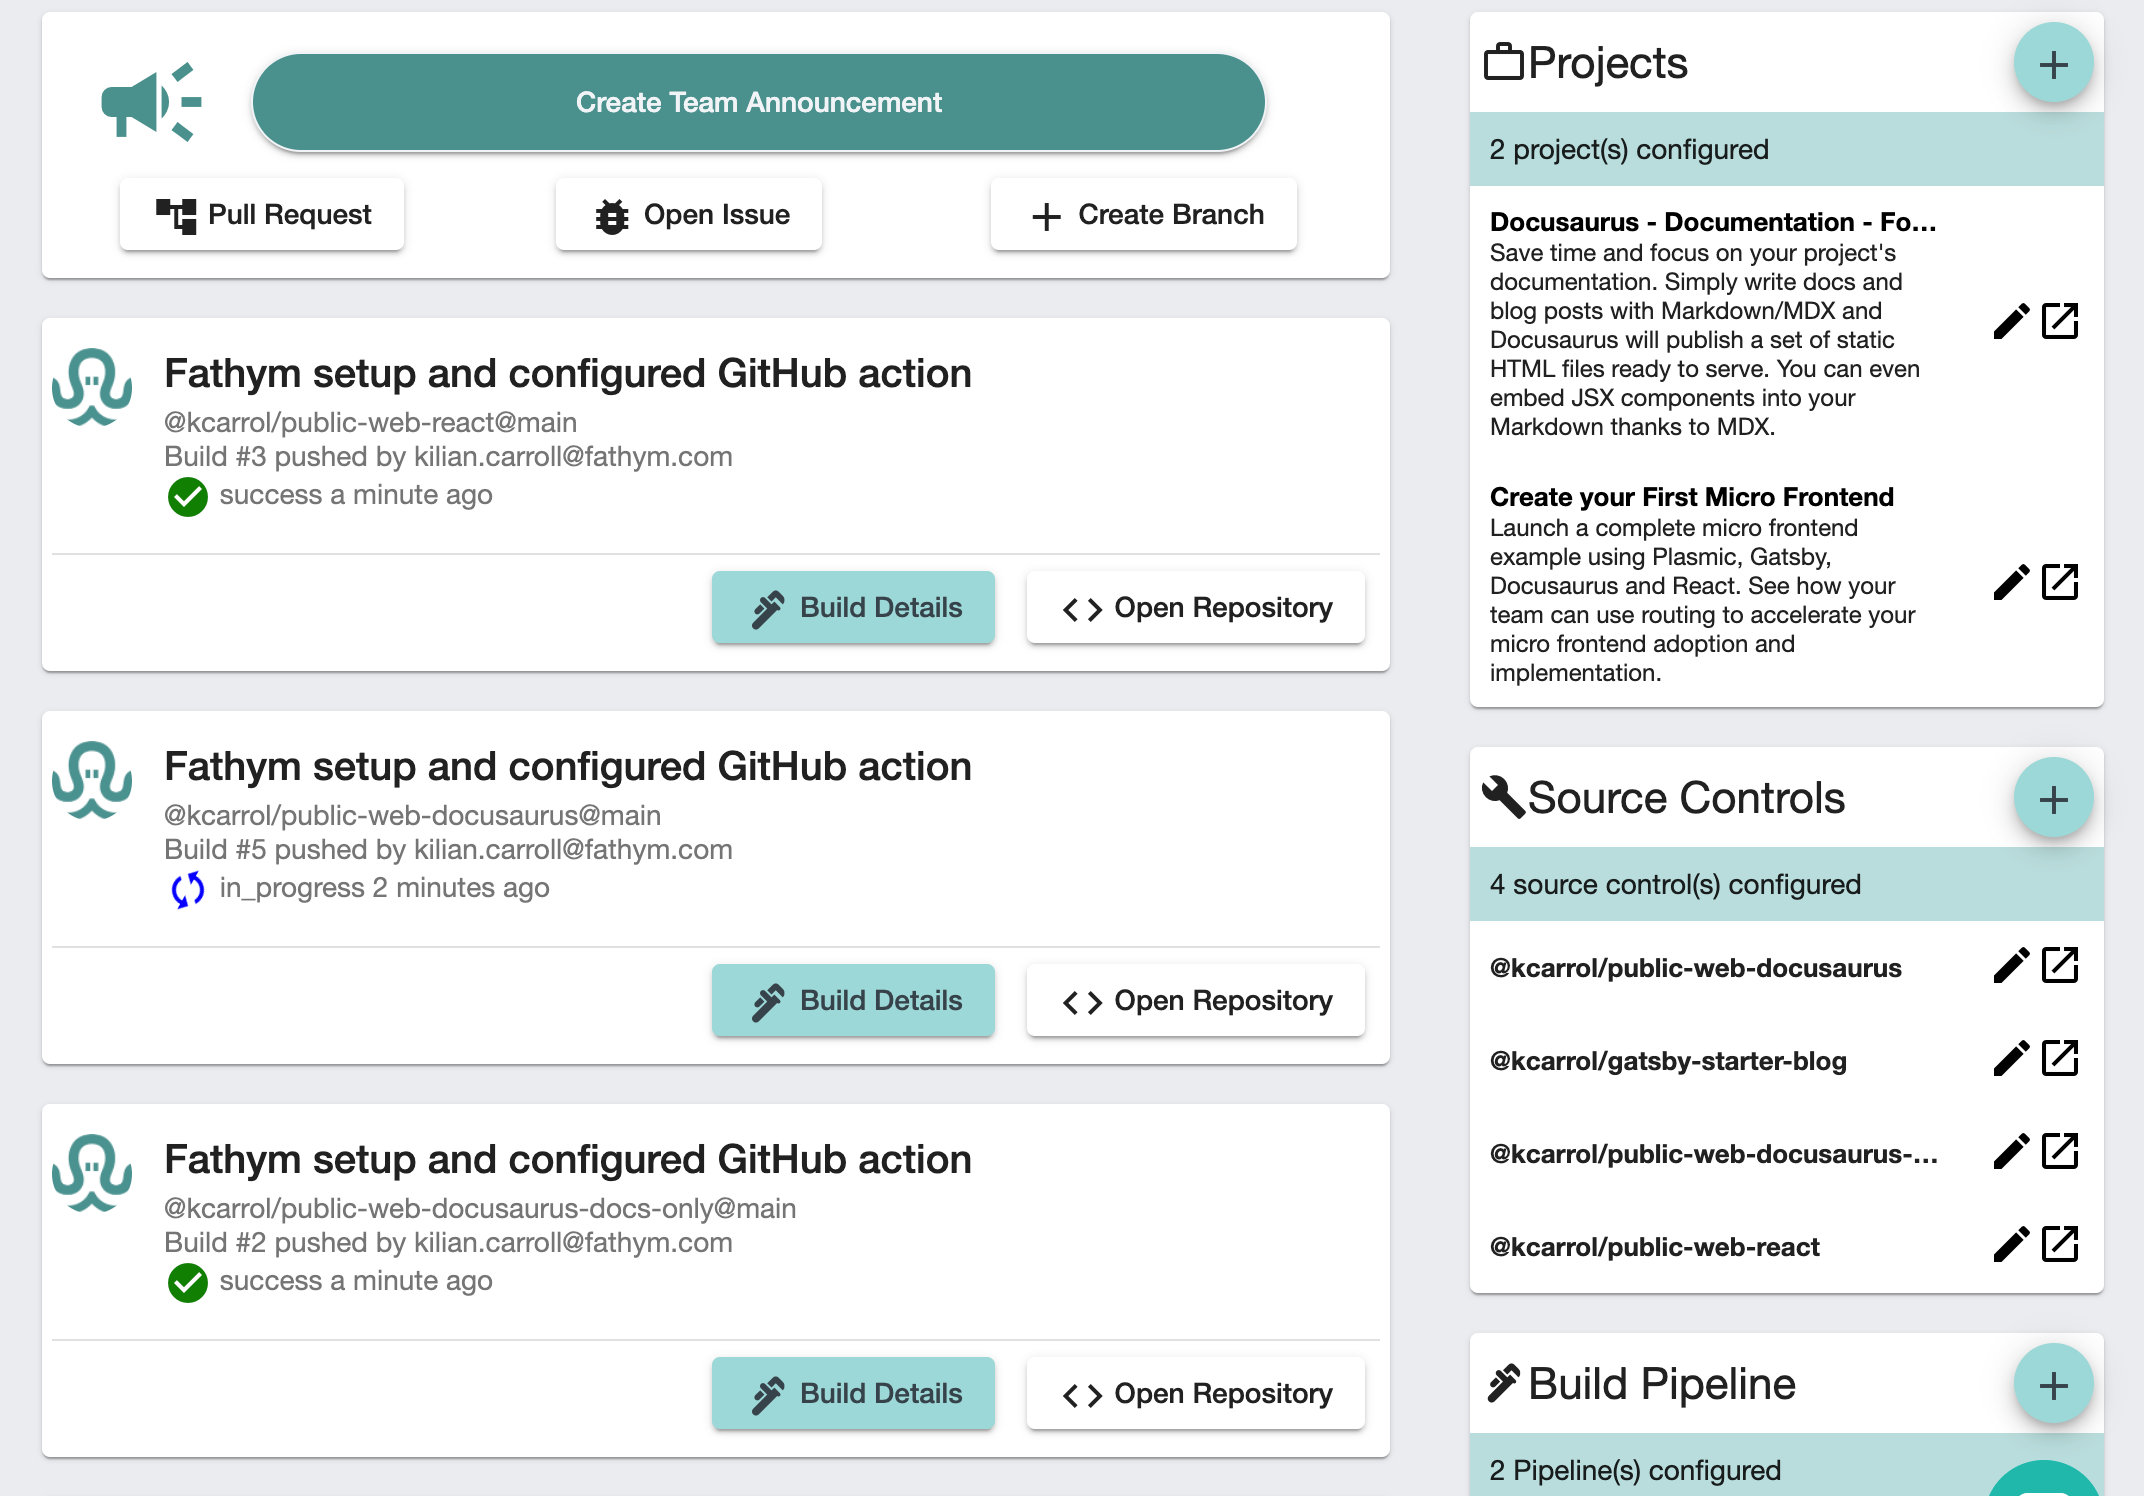 Create Team Announcement
Pull Request
Open Issue
Create Branch
Fathym setup and configured GitHub action
@kcarrol/public-web-react@main
Build #3 pushed by kilian.carroll@fathym.com
success a minute ago
Build Details
Open Repository
Fathym setup and configured GitHub action
@kcarrol/public-web-docusaurus@main
Build #5 pushed by kilian.carroll@fathym.com
in_progress 2 minutes ago
Build Details
Open Repository
Fathym setup and configured GitHub action
@kcarrol/public-web-docusaurus-docs-only@main
Build #2 pushed by kilian.carroll@fathym.com
success a minute ago
Build Details
Open Repository
Projects
2 project(s) configured
Docusaurus - Documentation - Fo...
Save time and focus on your project's
documentation. Simply write docs and
blog posts with Markdown/MDX and
Docusaurus will publish a set of static
HTML files ready to serve. You can even
embed JSX components into your
Markdown thanks to MDX.
Create your First Micro Frontend
Launch a complete micro frontend
example using Plasmic, Gatsby,
Docusaurus and React. See how your
team can use routing to accelerate your
micro frontend adoption and
implementation.
Source Controls
4 source control(s) configured
@kcarrol/public-web-docusaurus
@kcarrol/gatsby-starter-blog
@kcarrol/public-web-docusaurus-...
@kcarrol/public-web-react
Build Pipeline
2 Pipeline(s) configured